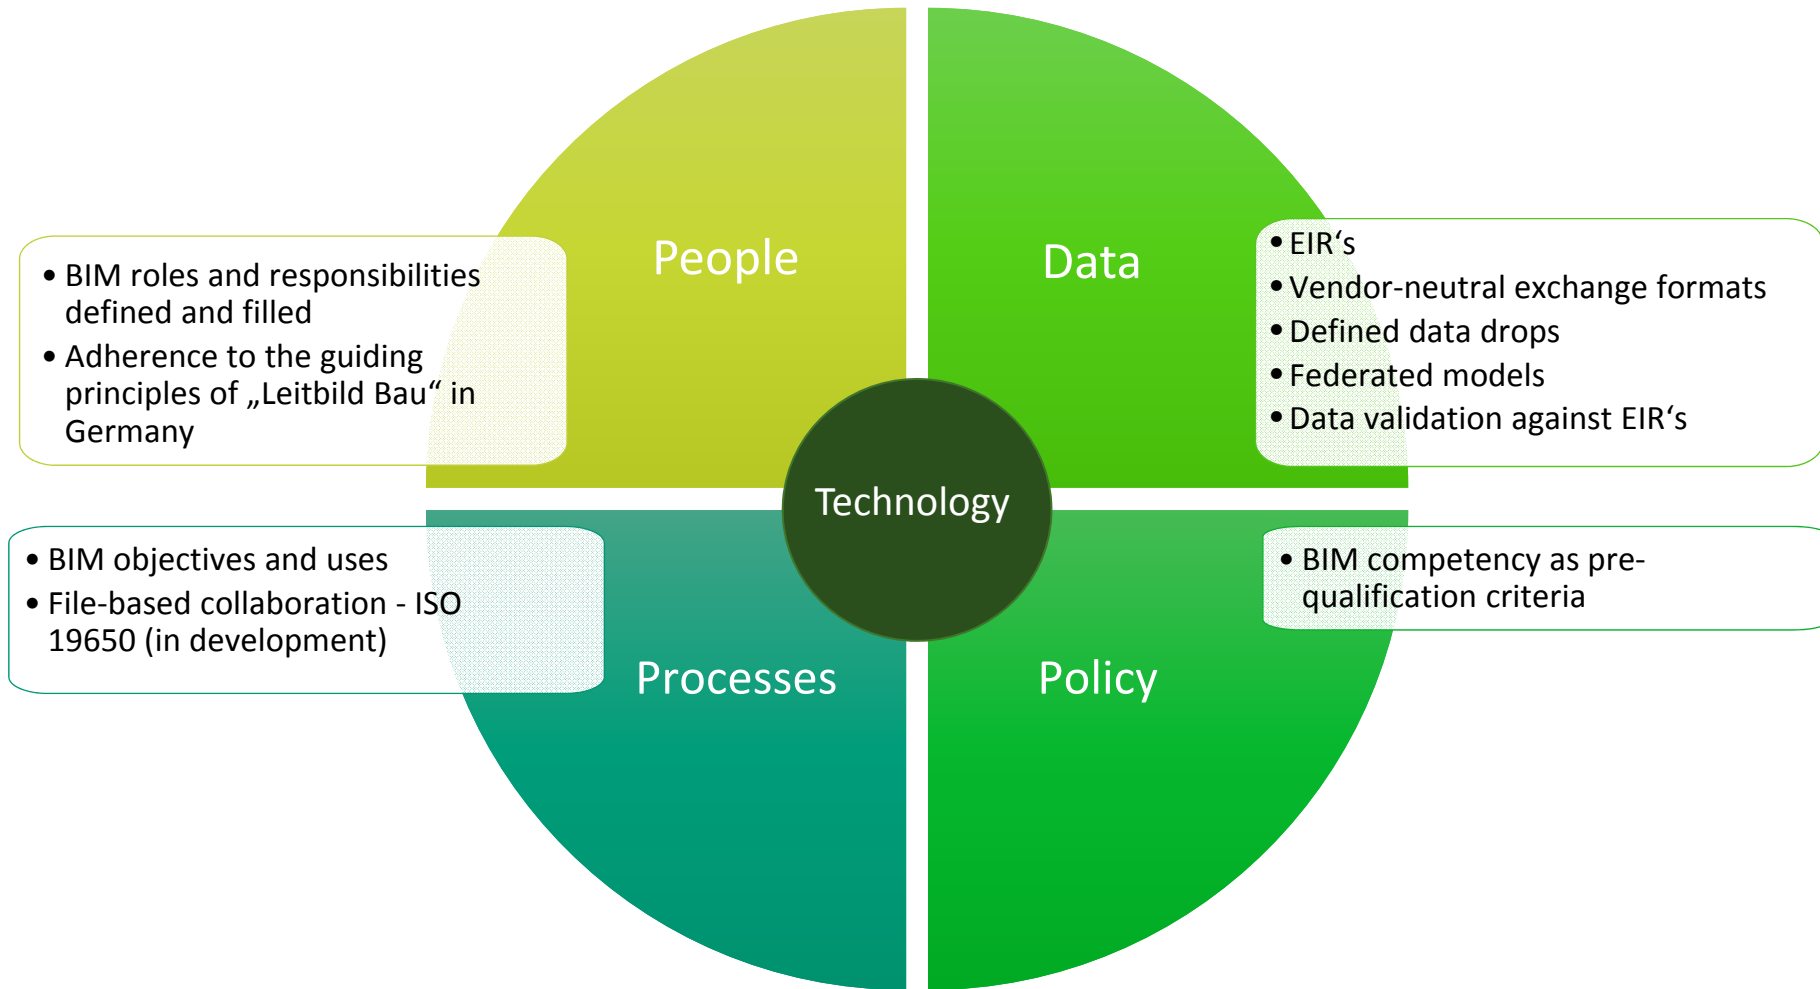 People
• BIM roles and responsibilities
defined and filled
• Adherence to the guiding
principles of „Leitbild Bau“ in
Germany
Data
• EIR‘s
• Vendor-neutral exchange formats
• Defined data drops
• Federated models
• Data validation against EIR‘s
Technology
• BIM objectives and uses
• File-based collaboration - ISO
19650 (in development)
Processes
• BIM competency as pre-
qualification criteria
Policy